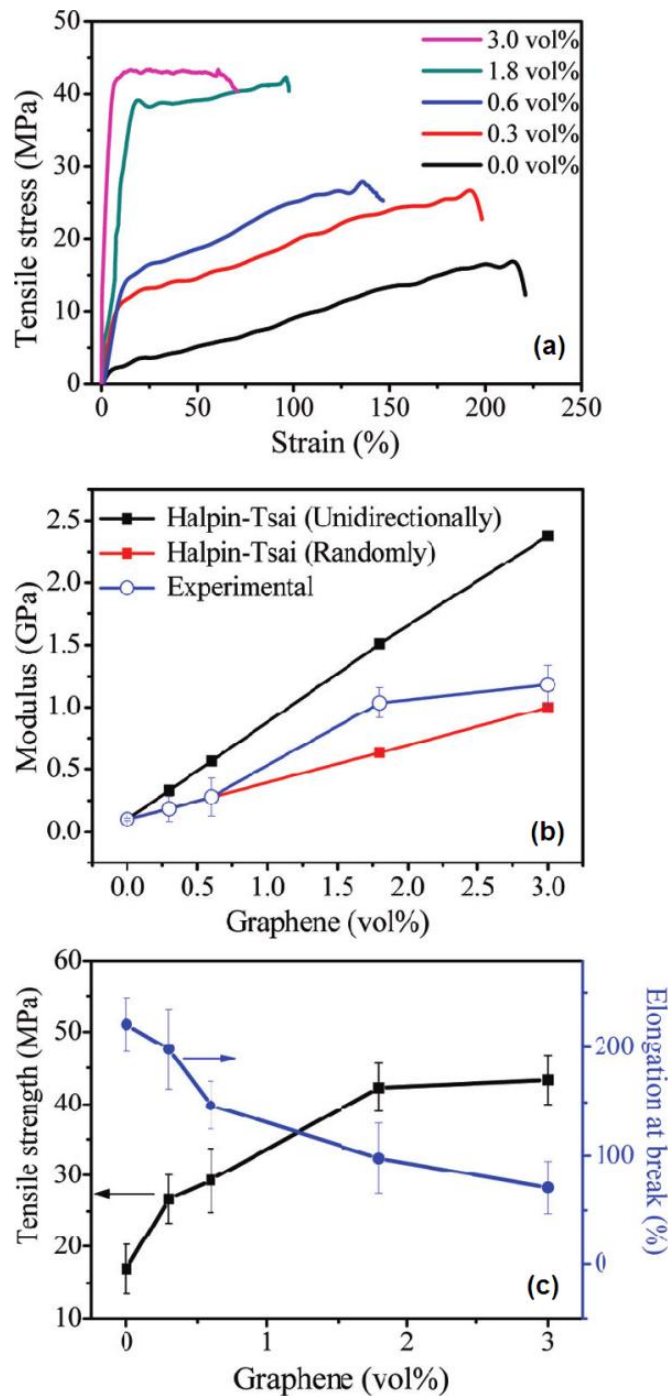 50
40
30
20
10
0
Tensile stress (MPa)
3.0 vol%
1.8 vol%
0.6 vol%
0.3 vol%
0.0 vol%
(a)
0 50 100 150 200 250
Strain (%)
2.5
2.0
1.5
1.0
0.5
0.0
Modulus (GPa)
Halpin-Tsai (Unidirectionally)
Halpin-Tsai (Randomly)
Experimental
(b)
0.0 0.5 1.0 1.5 2.0 2.5 3.0
Graphene (vol%)
60
50
40
30
20
10
Tensile strength (MPa)
200
100
0
Elongation at break (%)
(c)
0 1 2 3
Graphene (vol%)